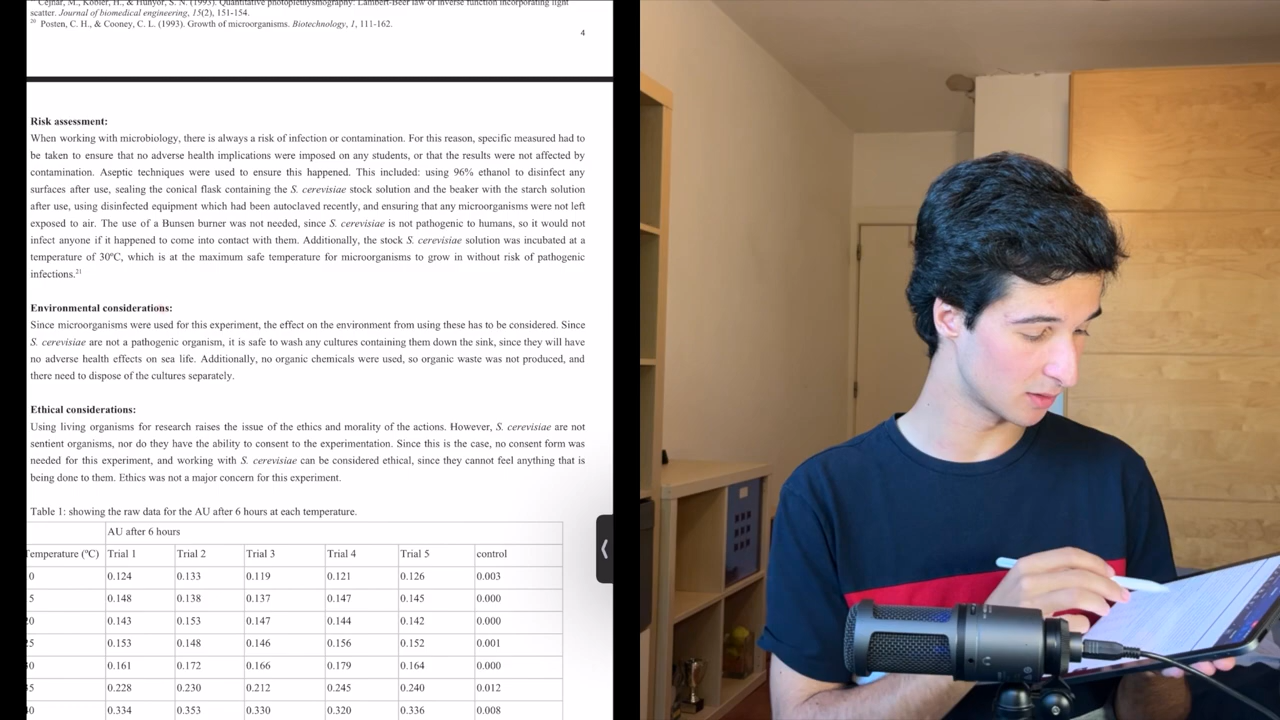 Cejnar, M., Kobler, H., & Hunyor, S. N. (1993). Quantitative photoplethysmography: Lambert-Beer law or inverse function incorporating light
scatter. Journal of biomedical engineering, 15(2), 151-154.
20 Posten, C. H., & Cooney, C. L. (1993). Growth of microorganisms. Biotechnology, 1, 111-162.
4
Risk assessment:
When working with microbiology, there is always a risk of infection or contamination. For this reason, specific measured had to
be taken to ensure that no adverse health implications were imposed on any students, or that the results were not affected by
contamination. Aseptic techniques were used to ensure this happened. This included: using 96% ethanol to disinfect any
surfaces after use, sealing the conical flask containing the S. cerevisiae stock solution and the beaker with the starch solution
after use, using disinfected equipment which had been autoclaved recently, and ensuring that any microorganisms were not left
exposed to air. The use of a Bunsen burner was not needed, since S. cerevisiae is not pathogenic to humans, so it would not
infect anyone if it happened to come into contact with them. Additionally, the stock S. cerevisiae solution was incubated at a
temperature of 30ºC, which is at the maximum safe temperature for microorganisms to grow in without risk of pathogenic
infections.21
Environmental considerations:
Since microorganisms were used for this experiment, the effect on the environment from using these has to be considered. Since
S. cerevisiae are not a pathogenic organism, it is safe to wash any cultures containing them down the sink, since they will have
no adverse health effects on sea life. Additionally, no organic chemicals were used, so organic waste was not produced, and
there need to dispose of the cultures separately.
Ethical considerations:
Using living organisms for research raises the issue of the ethics and morality of the actions. However, S. cerevisiae are not
sentient organisms, nor do they have the ability to consent to the experimentation. Since this is the case, no consent form was
needed for this experiment, and working with S. cerevisiae can be considered ethical, since they cannot feel anything that is
being done to them. Ethics was not a major concern for this experiment.
Table 1: showing the raw data for the AU after 6 hours at each temperature.
AU after 6 hours
Temperature (ºC) Trial 1 Trial 2 Trial 3 Trial 4 Trial 5 control
0 0.124 0.133 0.119 0.121 0.126 0.003
5 0.148 0.138 0.137 0.147 0.145 0.000
20 0.143 0.153 0.147 0.144 0.142 0.000
25 0.153 0.148 0.146 0.156 0.152 0.001
30 0.161 0.172 0.166 0.179 0.164 0.000
35 0.228 0.230 0.212 0.245 0.240 0.012
40 0.334 0.353 0.330 0.320 0.336 0.008